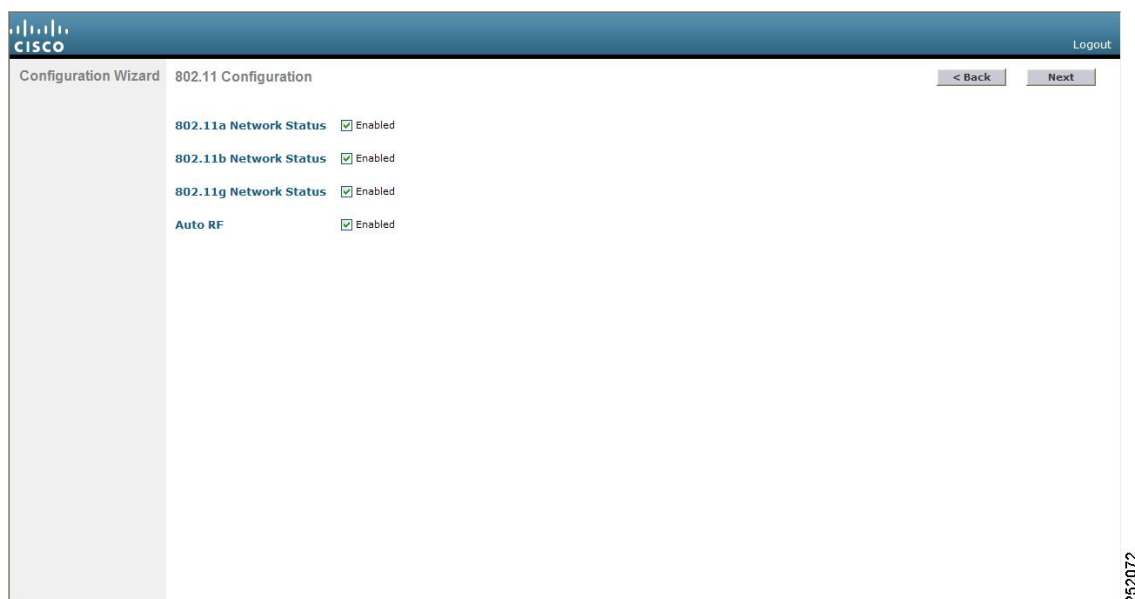 CISCO
Logout
Configuration Wizard
802.11 Configuration
< Back
Next
802.11a Network Status Enabled
802.11b Network Status Enabled
802.11g Network Status Enabled
Auto RF Enabled
252072